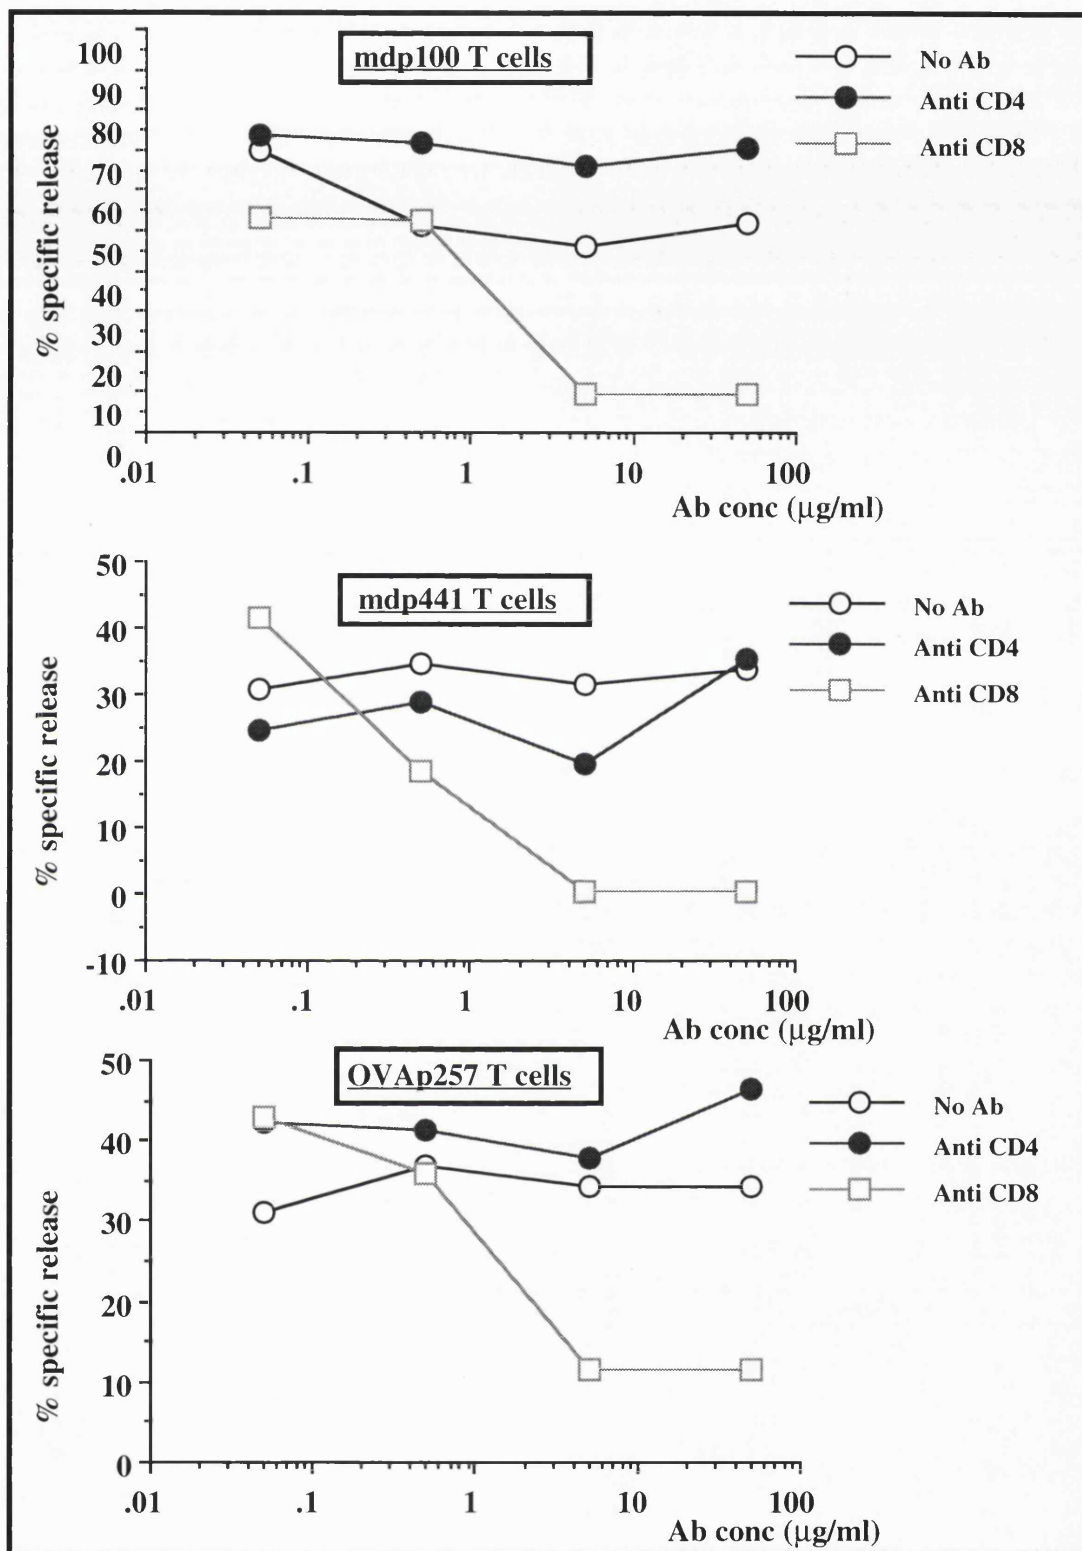 mdp100 T cells
No Ab
Anti CD4
Anti CD8
% specific release
100
90
80
70
60
50
40
30
20
10
0
.01 .1 1 10 100
Ab conc (µg/ml)
mdp441 T cells
No Ab
Anti CD4
Anti CD8
% specific release
50
40
30
20
10
0
-10
.01 .1 1 10 100
Ab conc (µg/ml)
OVAp257 T cells
No Ab
Anti CD4
Anti CD8
% specific release
50
40
30
20
10
0
.01 .1 1 10 100
Ab conc (µg/ml)